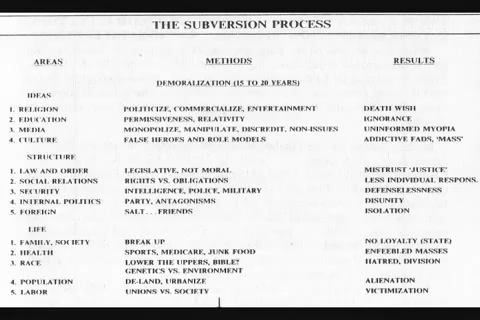 THE SUBVERSION PROCESS
AREAS METHODS RESULTS
DEMORALIZATION (15 TO 20 YEARS)
IDEAS
1. RELIGION POLITICIZE, COMMERCIALIZE, ENTERTAINMENT DEATH WISH
2. EDUCATION PERMISSIVENESS, RELATIVITY IGNORANCE
3. MEDIA MONOPOLIZE, MANIPULATE, DISCREDIT, NON-ISSUES UNINFORMED MYOPIA
4. CULTURE FALSE HEROES AND ROLE MODELS ADDICTIVE FADS, 'MASS'
STRUCTURE
1. LAW AND ORDER LEGISLATIVE, NOT MORAL MISTRUST 'JUSTICE'
2. SOCIAL RELATIONS RIGHTS VS. OBLIGATIONS LESS INDIVIDUAL RESPONS.
3. SECURITY INTELLIGENCE, POLICE, MILITARY DEFENSELESSNESS
4. INTERNAL POLITICS PARTY, ANTAGONISMS DISUNITY
5. FOREIGN SALT...FRIENDS ISOLATION
LIFE
1. FAMILY, SOCIETY BREAK UP NO LOYALTY (STATE)
2. HEALTH SPORTS, MEDICARE, JUNK FOOD ENFEEBLED MASSES
3. RACE LOWER THE UPPERS, BIBLE? HATRED, DIVISION
GENETICS VS. ENVIRONMENT
4. POPULATION DE-LAND, URBANIZE ALIENATION
5. LABOR UNIONS VS. SOCIETY VICTIMIZATION